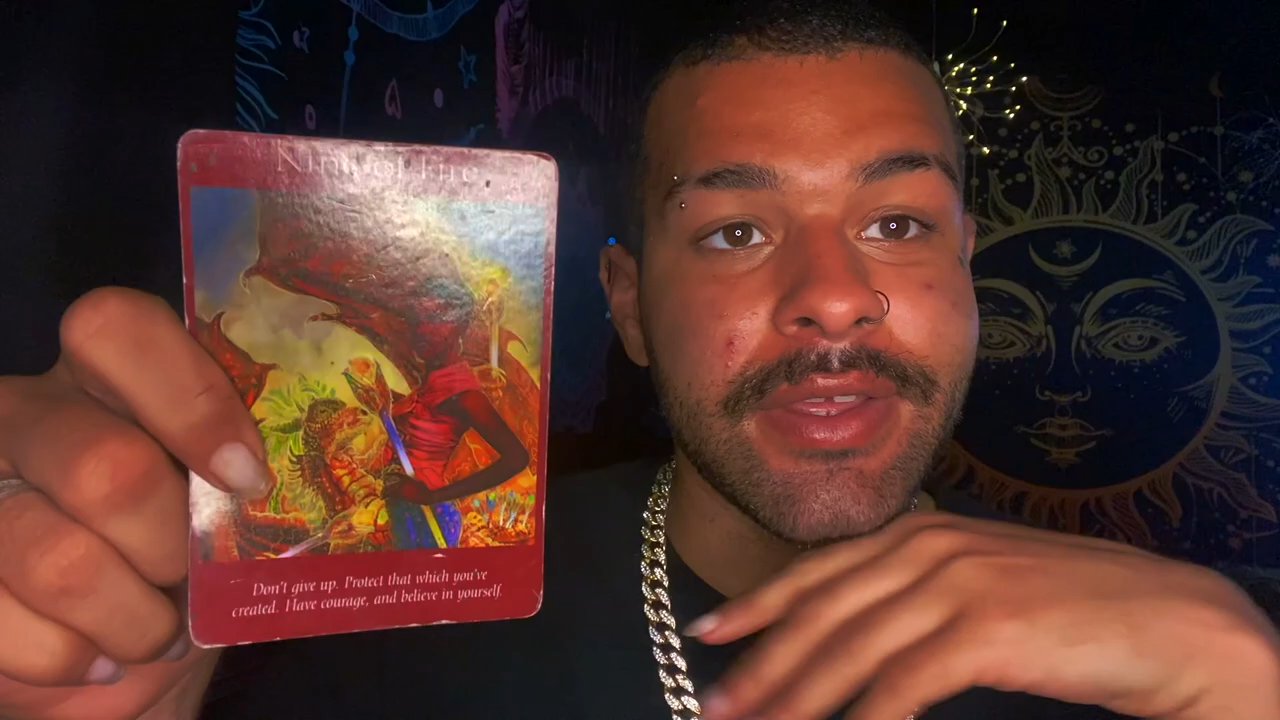 Nine of Fire
Don't give up. Protect that which you've
created. Have courage, and believe in yourself.